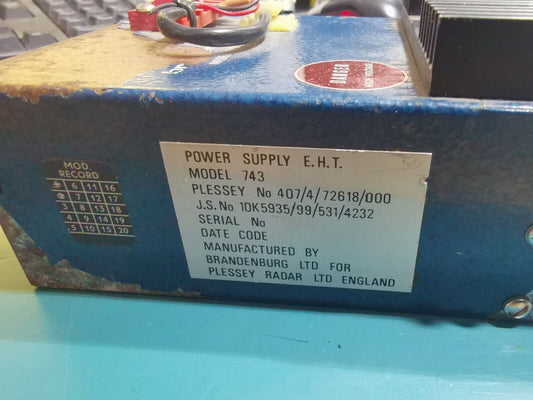 DANGER
HIGH VOLTAGE
POWER SUPPLY E.H.T.
MODEL 743
PLESSEY No 407/4/72618/000
J.S. No 10K5935/99/531/4232
SERIAL No
DATE CODE
MANUFACTURED BY
BRANDENBURG LTD FOR
PLESSEY RADAR LTD ENGLAND
MOD
RECORD
6 11 16
7 12 17
3 8 13 18
4 9 14 19
5 10 15 20